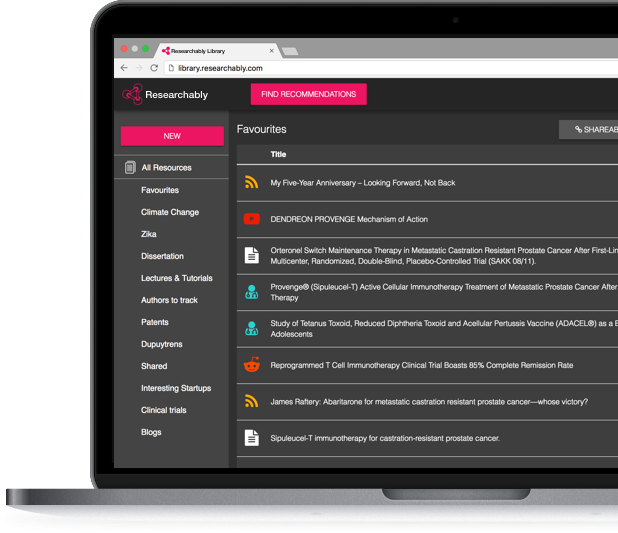 Researchably Library
library.researchably.com
Researchably
FIND RECOMMENDATIONS
NEW
All Resources
Favourites
Climate Change
Zika
Dissertation
Lectures & Tutorials
Authors to track
Patents
Dupuytrens
Shared
Interesting Startups
Clinical trials
Blogs
Favourites
SHAREAB
Title
My Five-Year Anniversary – Looking Forward, Not Back
DENDREON PROVENGE Mechanism of Action
Orteronel Switch Maintenance Therapy in Metastatic Castration Resistant Prostate Cancer After First-Lin
Multicenter, Randomized, Double-Blind, Placebo-Controlled Trial (SAKK 08/11).
Provenge® (Sipuleucel-T) Active Cellular Immunotherapy Treatment of Metastatic Prostate Cancer After
Therapy
Study of Tetanus Toxoid, Reduced Diphtheria Toxoid and Acellular Pertussis Vaccine (ADACEL®) as a B
Adolescents
Reprogrammed T Cell Immunotherapy Clinical Trial Boasts 85% Complete Remission Rate
James Raftery: Abaritarone for metastatic castration resistant prostate cancer—whose victory?
Sipuleucel-T immunotherapy for castration-resistant prostate cancer.